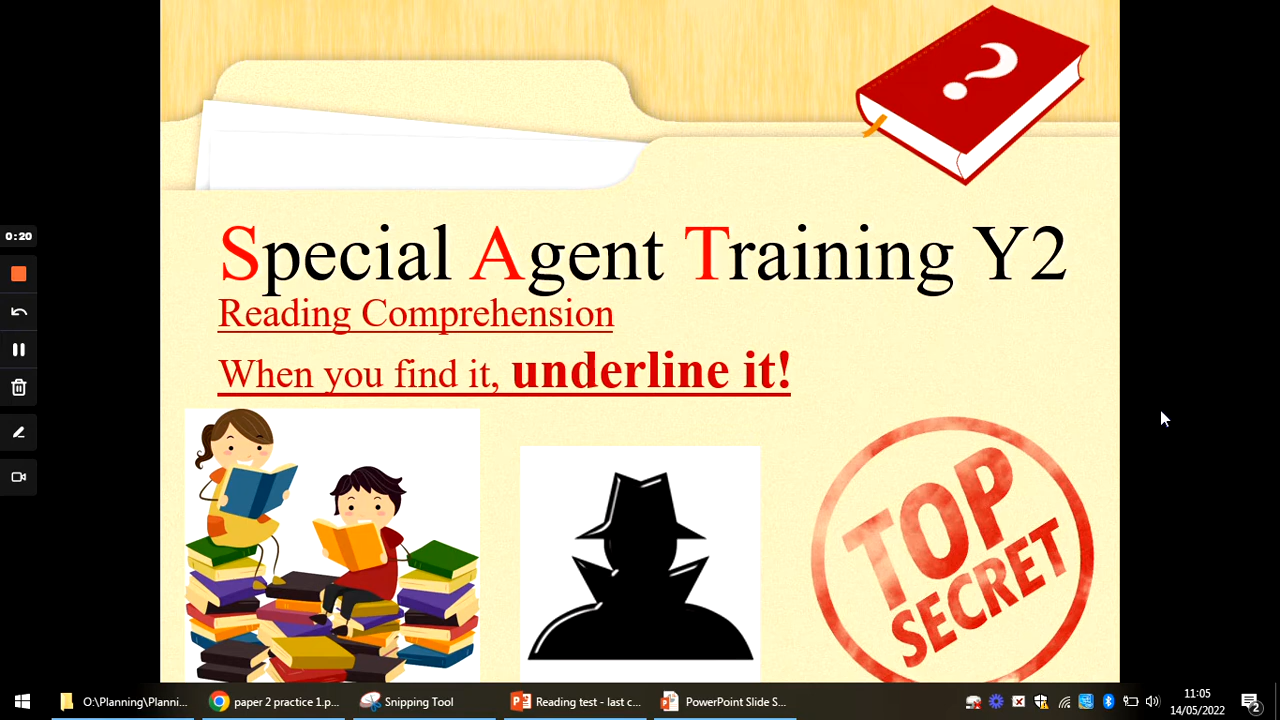 ?
Special Agent Training Y2
0:20
Reading Comprehension
When you find it, underline it!
TOP
SECRET
O:\Planning\Planni...
paper 2 practice 1.p...
Snipping Tool
Reading test - last c...
PowerPoint Slide S...
11:05
14/05/2022
2